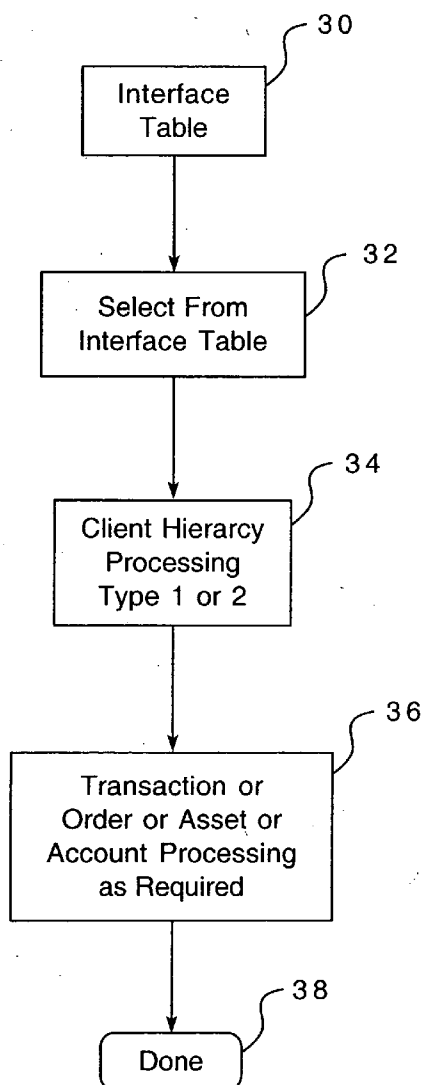 30
Interface
Table
32
Select From
Interface Table
34
Client Hierarcy
Processing
Type 1 or 2
36
Transaction or
Order or Asset or
Account Processing
as Required
38
Done